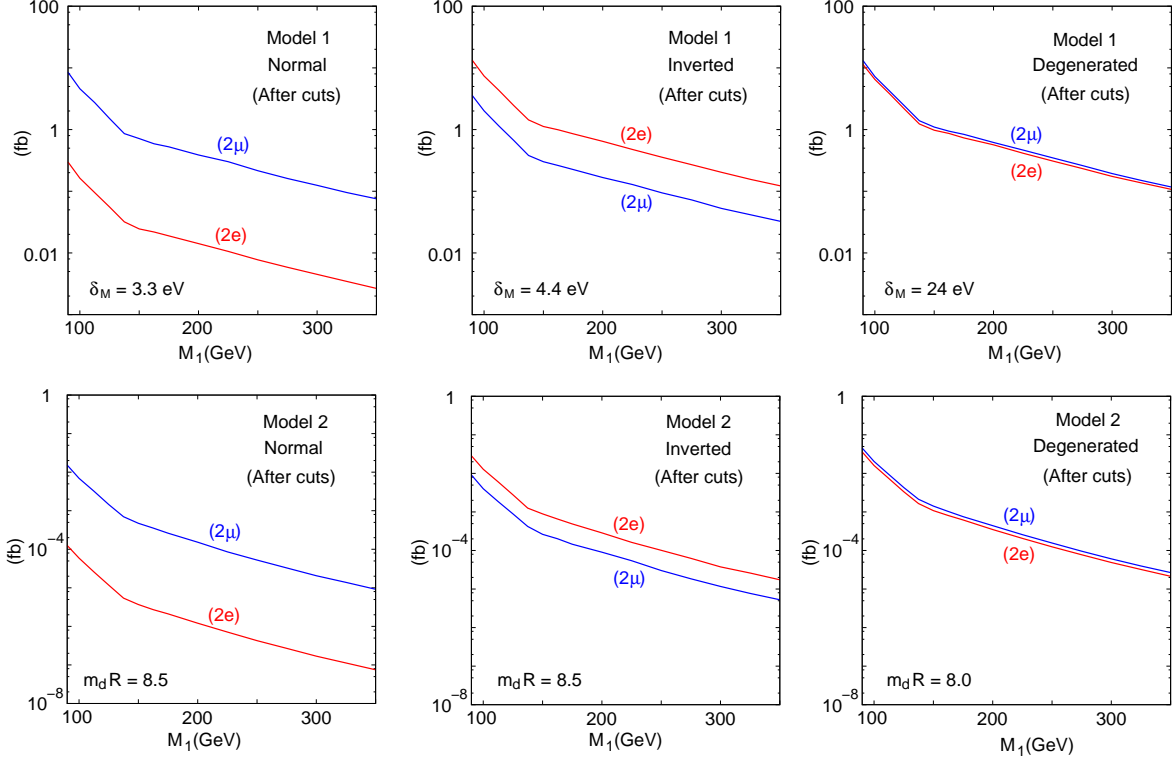 100
1
0.01
(fb)
Model 1
Normal
(After cuts)
(2μ)
(2e)
δM = 3.3 eV
100 200 300
M1(GeV)
100
1
0.01
(fb)
Model 1
Inverted
(After cuts)
(2e)
(2μ)
δM = 4.4 eV
100 200 300
M1(GeV)
100
1
0.01
(fb)
Model 1
Degenerated
(After cuts)
(2μ)
(2e)
δM = 24 eV
100 200 300
M1(GeV)
1
10-4
10-8
(fb)
Model 2
Normal
(After cuts)
(2μ)
(2e)
mdR = 8.5
100 200 300
M1(GeV)
1
10-4
10-8
(fb)
Model 2
Inverted
(After cuts)
(2e)
(2μ)
mdR = 8.5
100 200 300
M1(GeV)
1
10-4
10-8
(fb)
Model 2
Degenerated
(After cuts)
(2μ)
(2e)
mdR = 8.0
100 200 300
M1(GeV)